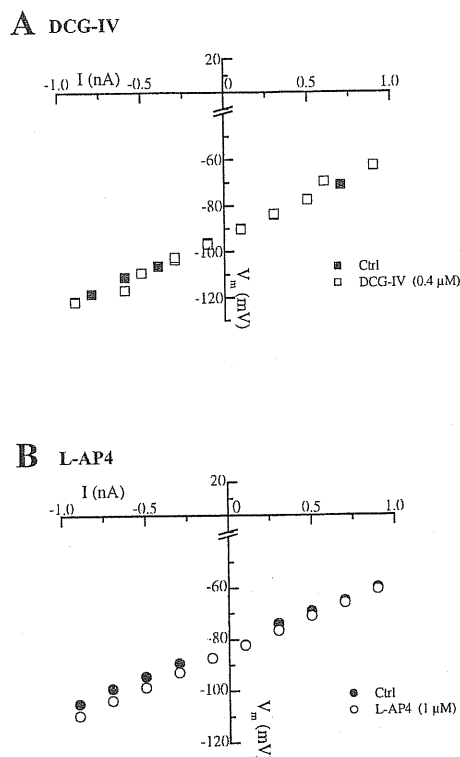 A DCG-IV
20
I (nA)
-1.0 -0.5 0 0.5 1.0
-60
-80
-100
-120
Vm (mV)
Ctrl
DCG-IV (0.4 µM)
B L-AP4
20
I (nA)
-1.0 -0.5 0 0.5 1.0
-60
-80
-100
-120
Vm (mV
Ctrl
L-AP4 (1 µM)